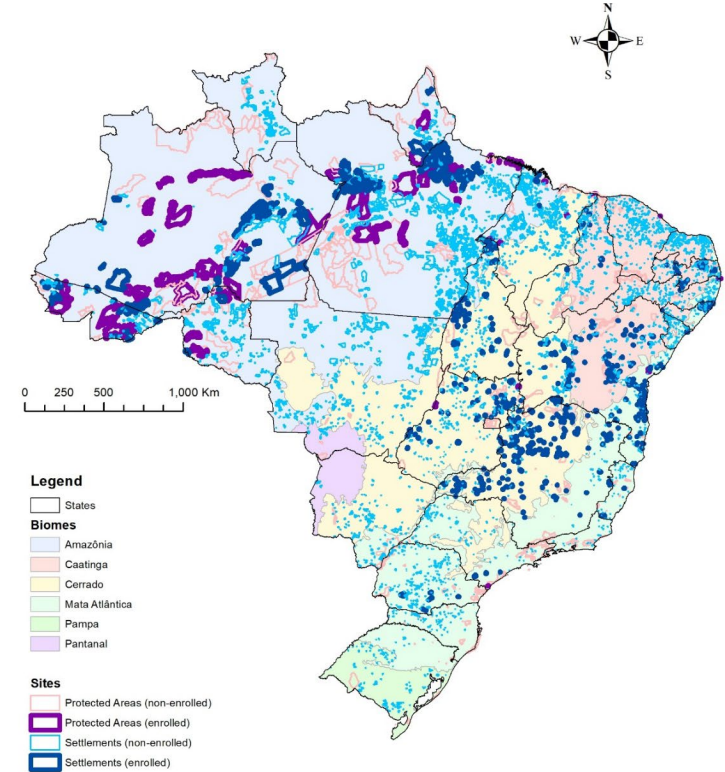 N
W E
S
0 250 500 1,000 Km
Legend
States
Biomes
Amazônia
Caatinga
Cerrado
Mata Atlântica
Pampa
Pantanal
Sites
Protected Areas (non-enrolled)
Protected Areas (enrolled)
Settlements (non-enrolled)
Settlements (enrolled)